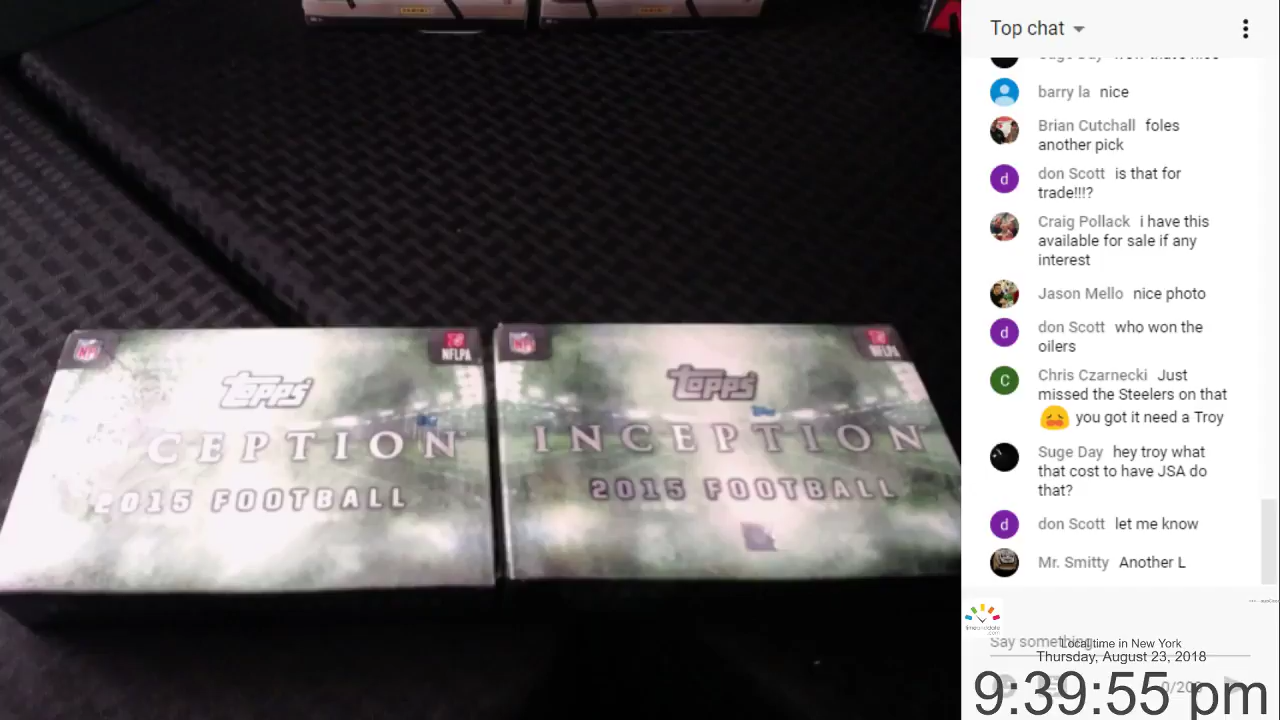 PANINI
PANINI
NFL
NFLPA
NFL
NFLPA
Topps
Topps
CEPTION
INCEPTION
2015 FOOTBALL
2015 FOOTBALL
Top chat
barry la nice
Brian Cutchall foles
another pick
don Scott is that for
trade!!!?
Craig Pollack i have this
available for sale if any
interest
Jason Mello nice photo
don Scott who won the
oilers
Chris Czarnecki Just
missed the Steelers on that
😩 you got it need a Troy
Suge Day hey troy what
that cost to have JSA do
that?
don Scott let me know
Mr. Smitty Another L
Say something...
Local time in New York
Thursday, August 23, 2018
0/200
9:39:55 pm